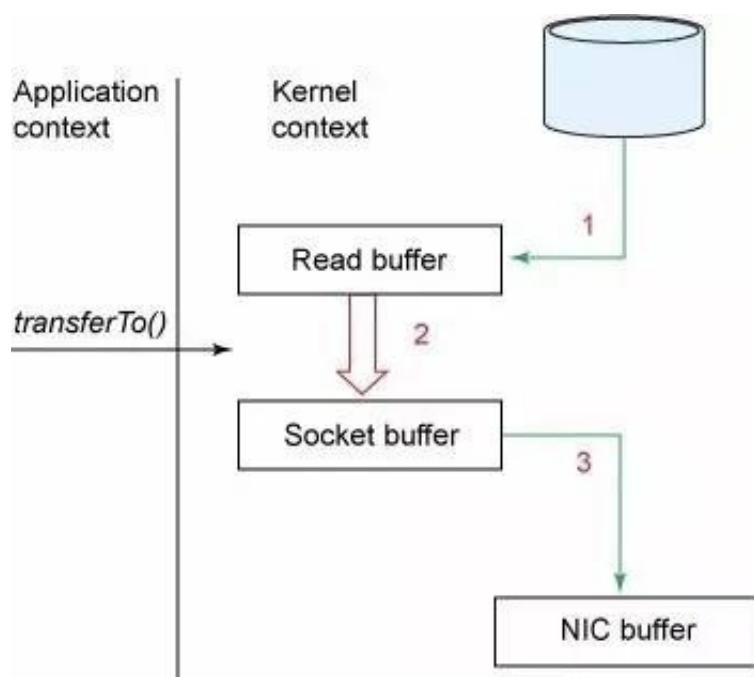 Application
context
Kernel
context
1
Read buffer
transferTo()
2
Socket buffer
3
NIC buffer